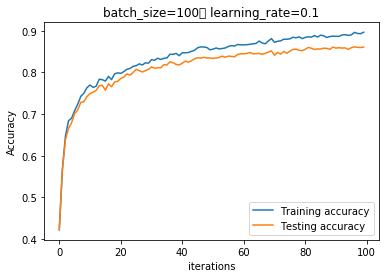 batch_size=100▯ learning_rate=0.1
0.9
0.8
0.7
0.6
0.5
0.4
Accuracy
0 20 40 60 80 100
iterations
Training accuracy
Testing accuracy